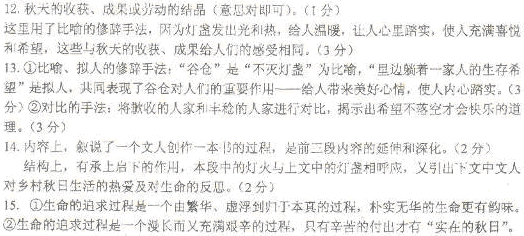 12. 秋天的收获、成果或劳动的结晶（意思对即可）。（1 分）
这里用了比喻的修辞手法，因为灯盏发出光和热，给人温暖，让人心里踏实，使人充满喜悦
和希望，这些与秋天的收获、成果给人们的感受相同。（3 分）
13. ①比喻、拟人的修辞手法：“谷仓”是“不灭灯盏”为比喻，“里边躺着一家人的生存希
望”是拟人，共同表现了谷仓对人们的重要作用——给人带来美好心情，使人内心踏实。（3
分）②对比的手法：将歉收的人家和丰稔的人家进行对比，揭示出希望不落空才会快乐的道
理。（3 分）
14. 内容上，叙说了一个文人创作一本书的过程，是前三段内容的延伸和深化。（2 分）
结构上，有承上启下的作用，本段中的灯火与上文中的灯盏相呼应，又引出下文中文人
对乡村秋日生活的热爱及对生命的反思。（2 分）
15. ①生命的追求过程是一个由繁华、虚浮到归于本真的过程，朴实无华的生命更有韵味。
②生命的追求过程是一个漫长而又充满艰辛的过程，只有辛苦的付出才有“实在的秋日”。